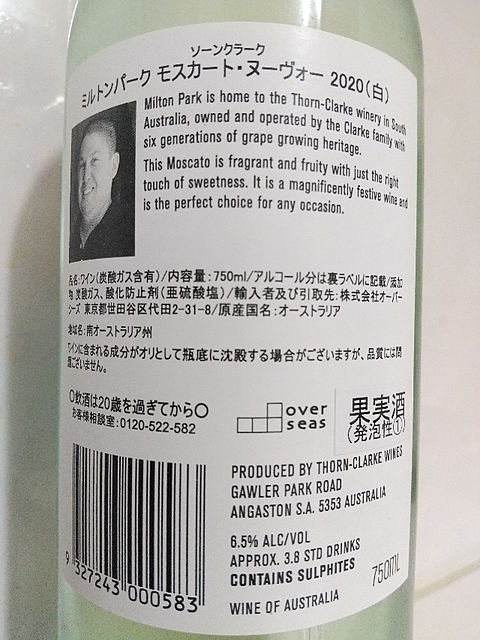 ソーンクラーク
ミルトンパーク モスカート・ヌーヴォー 2020(白)
Milton Park is home to the Thorn-Clarke winery in South
Australia, owned and operated by the Clarke family with
six generations of grape growing heritage.
This Moscato is fragrant and fruity with just the right
touch of sweetness. It is a magnificently festive wine and
is the perfect choice for any occasion.
品名:ワイン(炭酸ガス含有)/内容量:750ml/アルコール分は裏ラベルに記載/添加
物 炭酸ガス、酸化防止剤(亜硫酸塩)/輸入者及び引取先:株式会社オーバー
シーズ 東京都世田谷区代田2-31-8/原産国名:オーストラリア
地域名:南オーストラリア州
ワインに含まれる成分がオリとして瓶底に沈殿する場合がございますが、品質には問
題ございません。
〇飲酒は20歳を過ぎてから〇
お客様相談室:0120-522-582
over
seas
果実酒
(発泡性①)
PRODUCED BY THORN-CLARKE WINES
GAWLER PARK ROAD
ANGASTON S.A. 5353 AUSTRALIA
6.5% ALC/VOL
APPROX. 3.8 STD DRINKS
CONTAINS SULPHITES
750ML
WINE OF AUSTRALIA
9 327243 000583